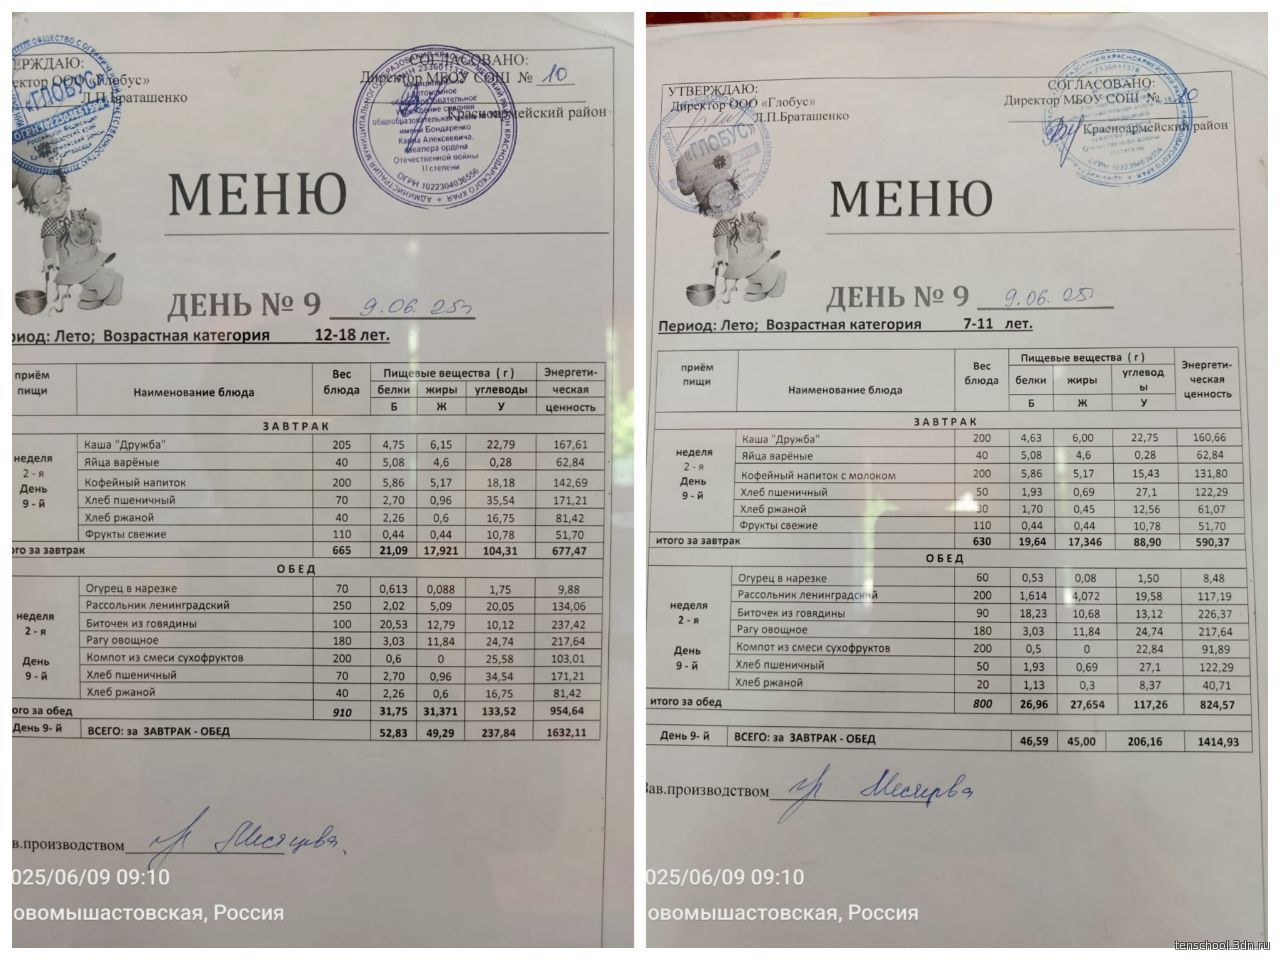 ЕРЖДАЮ:
ектор ООО «Глобус»
Л.П.Браташенко
СОГЛАСОВАНО:
Директор МБОУ СОШ № 10
Красноармейский район
МЕНЮ
ДЕНЬ № 9 9.06.25г
риод: Лето; Возрастная категория 12-18 лет.
приём пищи Наименование блюда Вес блюда Пищевые вещества ( г ) Энергети-ческая ценность
белки жиры углеводы
Б Ж У
ЗАВТРАК
неделя 2 - я День 9 - й
Каша "Дружба" 205 4,75 6,15 22,79 167,61
Яйца варёные 40 5,08 4,6 0,28 62,84
Кофейный напиток 200 5,86 5,17 18,18 142,69
Хлеб пшеничный 70 2,70 0,96 35,54 171,21
Хлеб ржаной 40 2,26 0,6 16,75 81,42
Фрукты свежие 110 0,44 0,44 10,78 51,70
ого за завтрак 665 21,09 17,921 104,31 677,47
ОБЕД
неделя 2 - я День 9 - й
Огурец в нарезке 70 0,613 0,088 1,75 9,88
Рассольник ленинградский 250 2,02 5,09 20,05 134,06
Биточек из говядины 100 20,53 12,79 10,12 237,42
Рагу овощное 180 3,03 11,84 24,74 217,64
Компот из смеси сухофруктов 200 0,6 0 25,58 103,01
Хлеб пшеничный 70 2,70 0,96 34,54 171,21
Хлеб ржаной 40 2,26 0,6 16,75 81,42
ого за обед 910 31,75 31,371 133,52 954,64
День 9- й ВСЕГО: за ЗАВТРАК - ОБЕД 52,83 49,29 237,84 1632,11
в.производством Месяцева
025/06/09 09:10
овомышастовская, Россия
УТВЕРЖДАЮ:
Директор ООО «Глобус»
Л.П.Браташенко
СОГЛАСОВАНО:
Директор МБОУ СОШ № 10
Красноармейский район
МЕНЮ
ДЕНЬ № 9 9.06.25г
Период: Лето; Возрастная категория 7-11 лет.
приём пищи Наименование блюда Вес блюда Пищевые вещества ( г ) Энергети-ческая ценность
белки жиры углеводы
Б Ж У
ЗАВТРАК
неделя 2 - я День 9 - й
Каша "Дружба" 200 4,63 6,00 22,75 160,66
Яйца варёные 40 5,08 4,6 0,28 62,84
Кофейный напиток с молоком 200 5,86 5,17 15,43 131,80
Хлеб пшеничный 50 1,93 0,69 27,1 122,29
Хлеб ржаной 30 1,70 0,45 12,56 61,07
Фрукты свежие 110 0,44 0,44 10,78 51,70
итого за завтрак 630 19,64 17,346 88,90 590,37
ОБЕД
неделя 2 - я День 9 - й
Огурец в нарезке 60 0,53 0,08 1,50 8,48
Рассольник ленинградский 200 1,614 4,072 19,58 117,19
Биточек из говядины 90 18,23 10,68 13,12 226,37
Рагу овощное 180 3,03 11,84 24,74 217,64
Компот из смеси сухофруктов 200 0,5 0 22,84 91,89
Хлеб пшеничный 50 1,93 0,69 27,1 122,29
Хлеб ржаной 20 1,13 0,3 8,37 40,71
итого за обед 800 26,96 27,654 117,26 824,57
День 9- й ВСЕГО: за ЗАВТРАК - ОБЕД 46,59 45,00 206,16 1414,93
Зав.производством Месяцева
025/06/09 09:10
овомышастовская, Россия
tenschool.3dn.ru